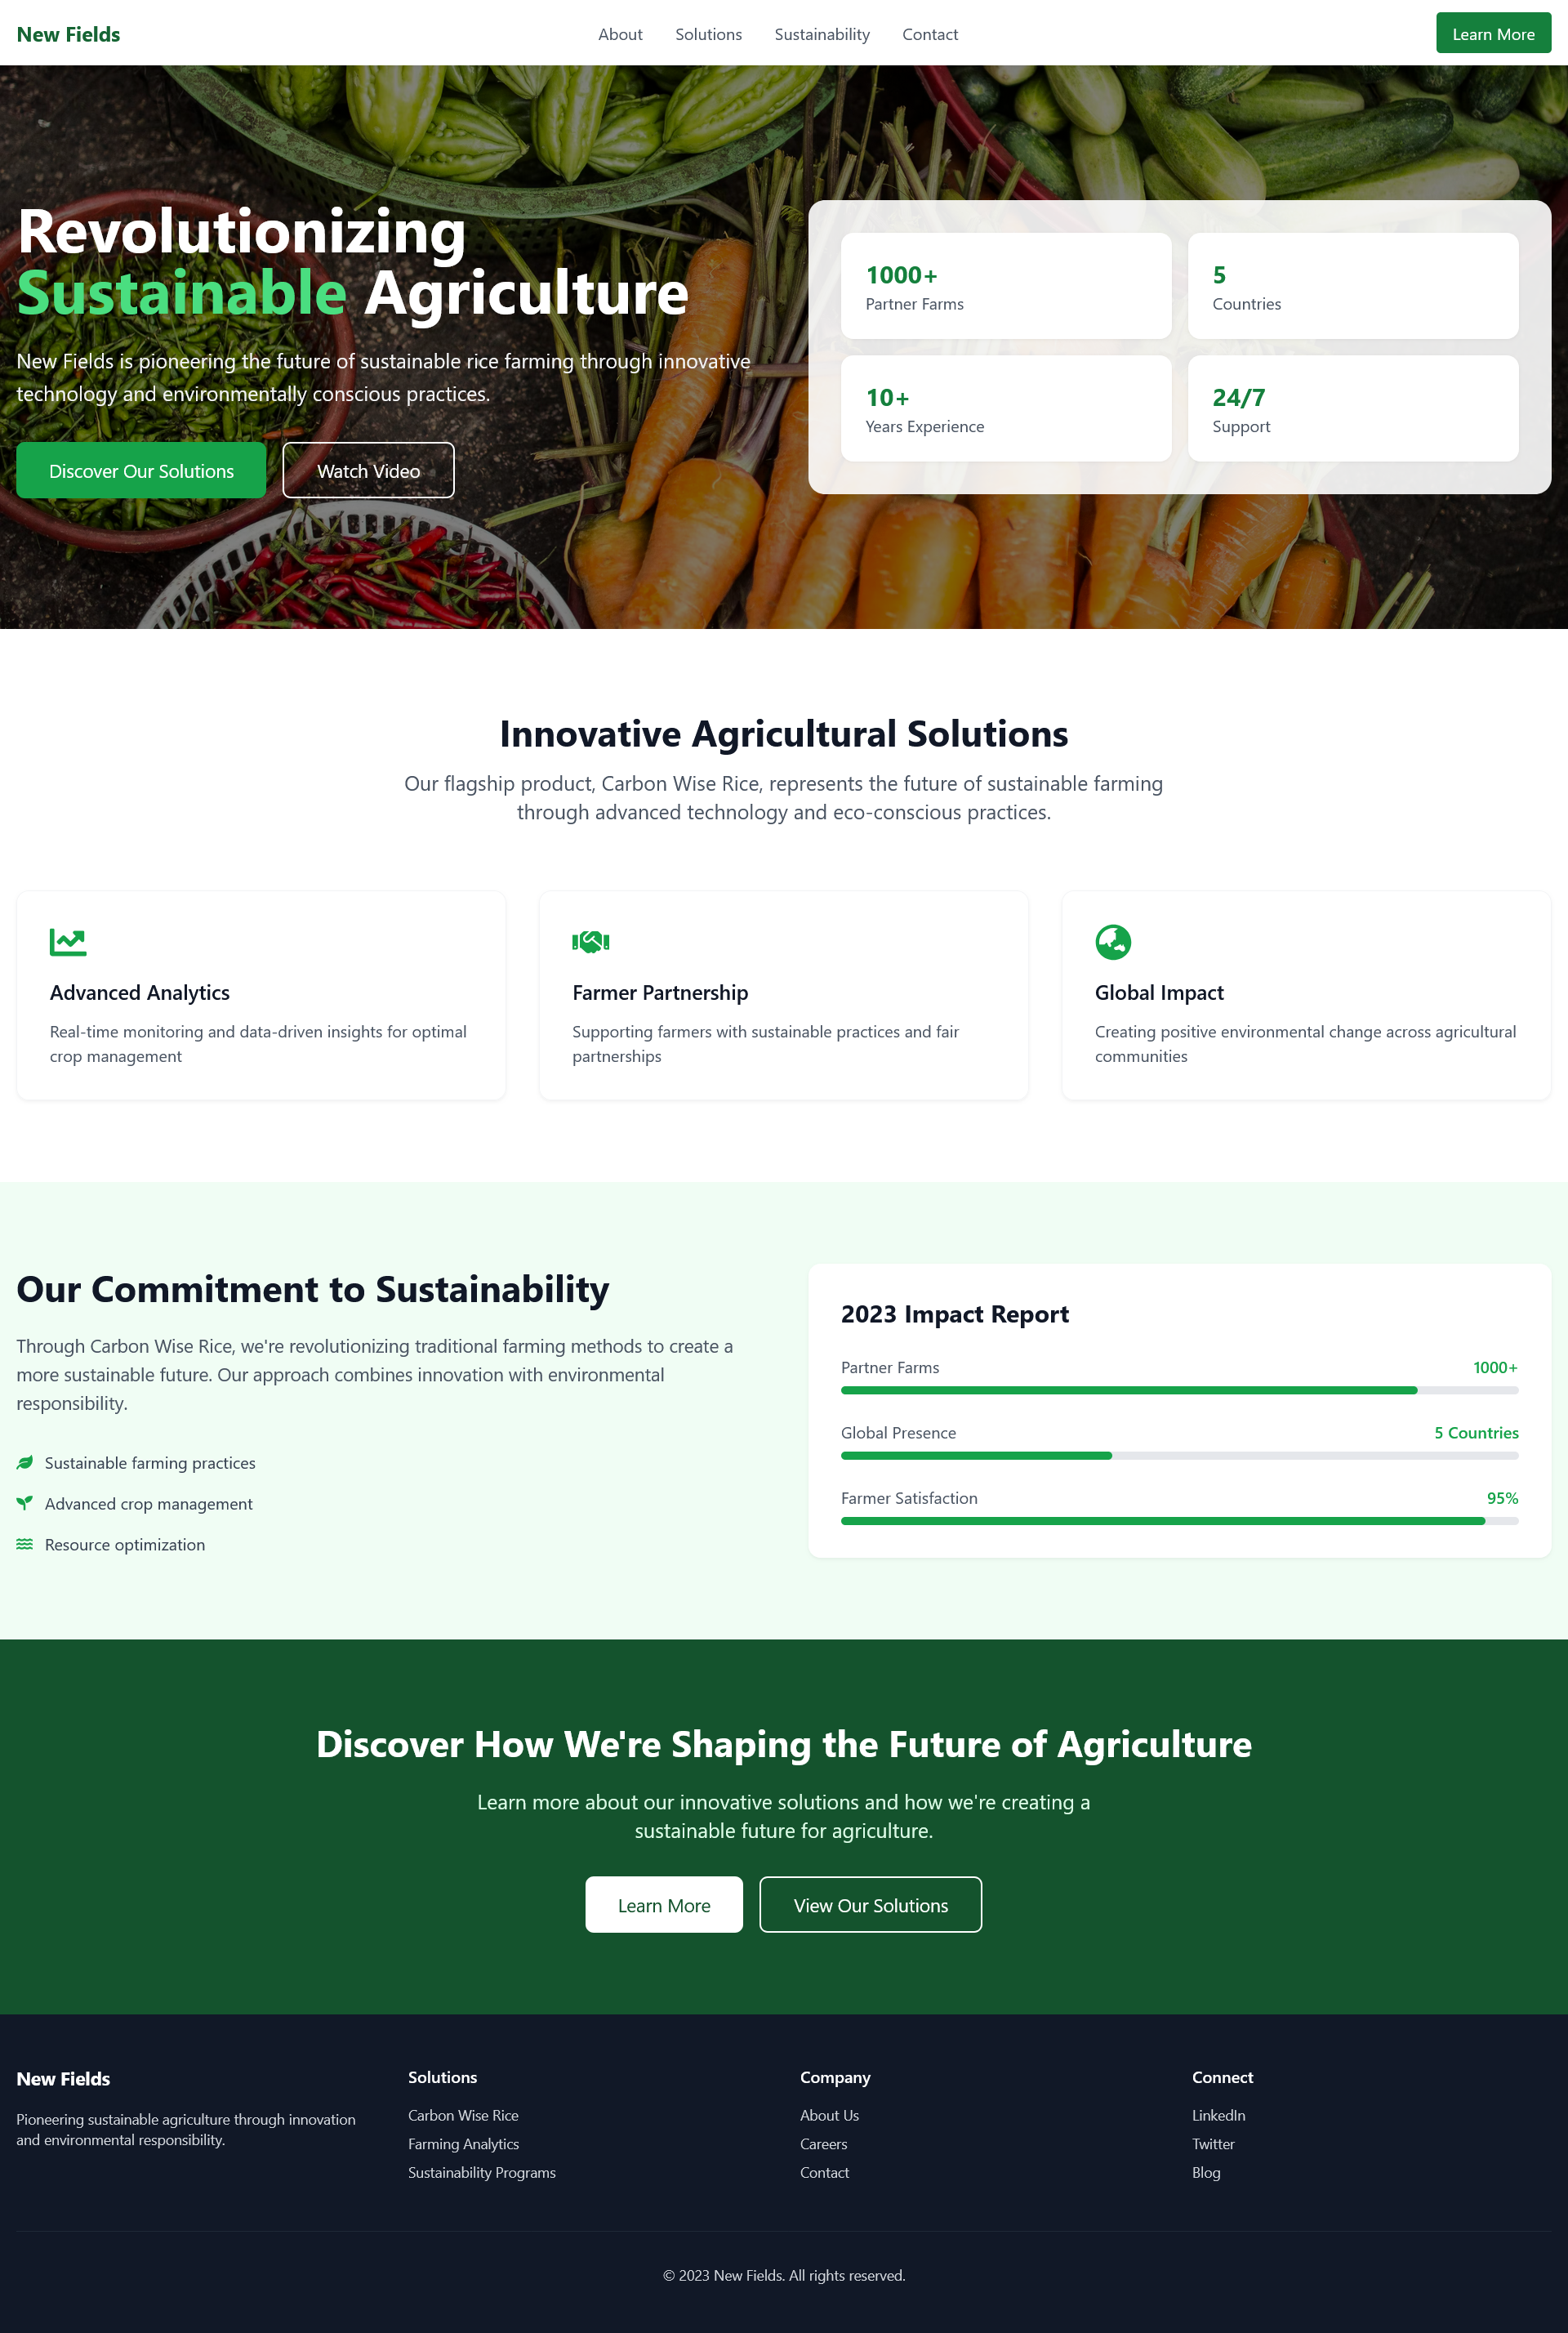 New Fields
About
Solutions
Sustainability
Contact
Learn More
Revolutionizing
Sustainable Agriculture
New Fields is pioneering the future of sustainable rice farming through innovative
technology and environmentally conscious practices.
Discover Our Solutions
Watch Video
1000+
Partner Farms
5
Countries
10+
Years Experience
24/7
Support
Innovative Agricultural Solutions
Our flagship product, Carbon Wise Rice, represents the future of sustainable farming
through advanced technology and eco-conscious practices.
Advanced Analytics
Real-time monitoring and data-driven insights for optimal
crop management
Farmer Partnership
Supporting farmers with sustainable practices and fair
partnerships
Global Impact
Creating positive environmental change across agricultural
communities
Our Commitment to Sustainability
Through Carbon Wise Rice, we're revolutionizing traditional farming methods to create a
more sustainable future. Our approach combines innovation with environmental
responsibility.
Sustainable farming practices
Advanced crop management
Resource optimization
2023 Impact Report
Partner Farms
1000+
Global Presence
5 Countries
Farmer Satisfaction
95%
Discover How We're Shaping the Future of Agriculture
Learn more about our innovative solutions and how we're creating a
sustainable future for agriculture.
Learn More
View Our Solutions
New Fields
Pioneering sustainable agriculture through innovation
and environmental responsibility.
Solutions
Carbon Wise Rice
Farming Analytics
Sustainability Programs
Company
About Us
Careers
Contact
Connect
LinkedIn
Twitter
Blog
© 2023 New Fields. All rights reserved.